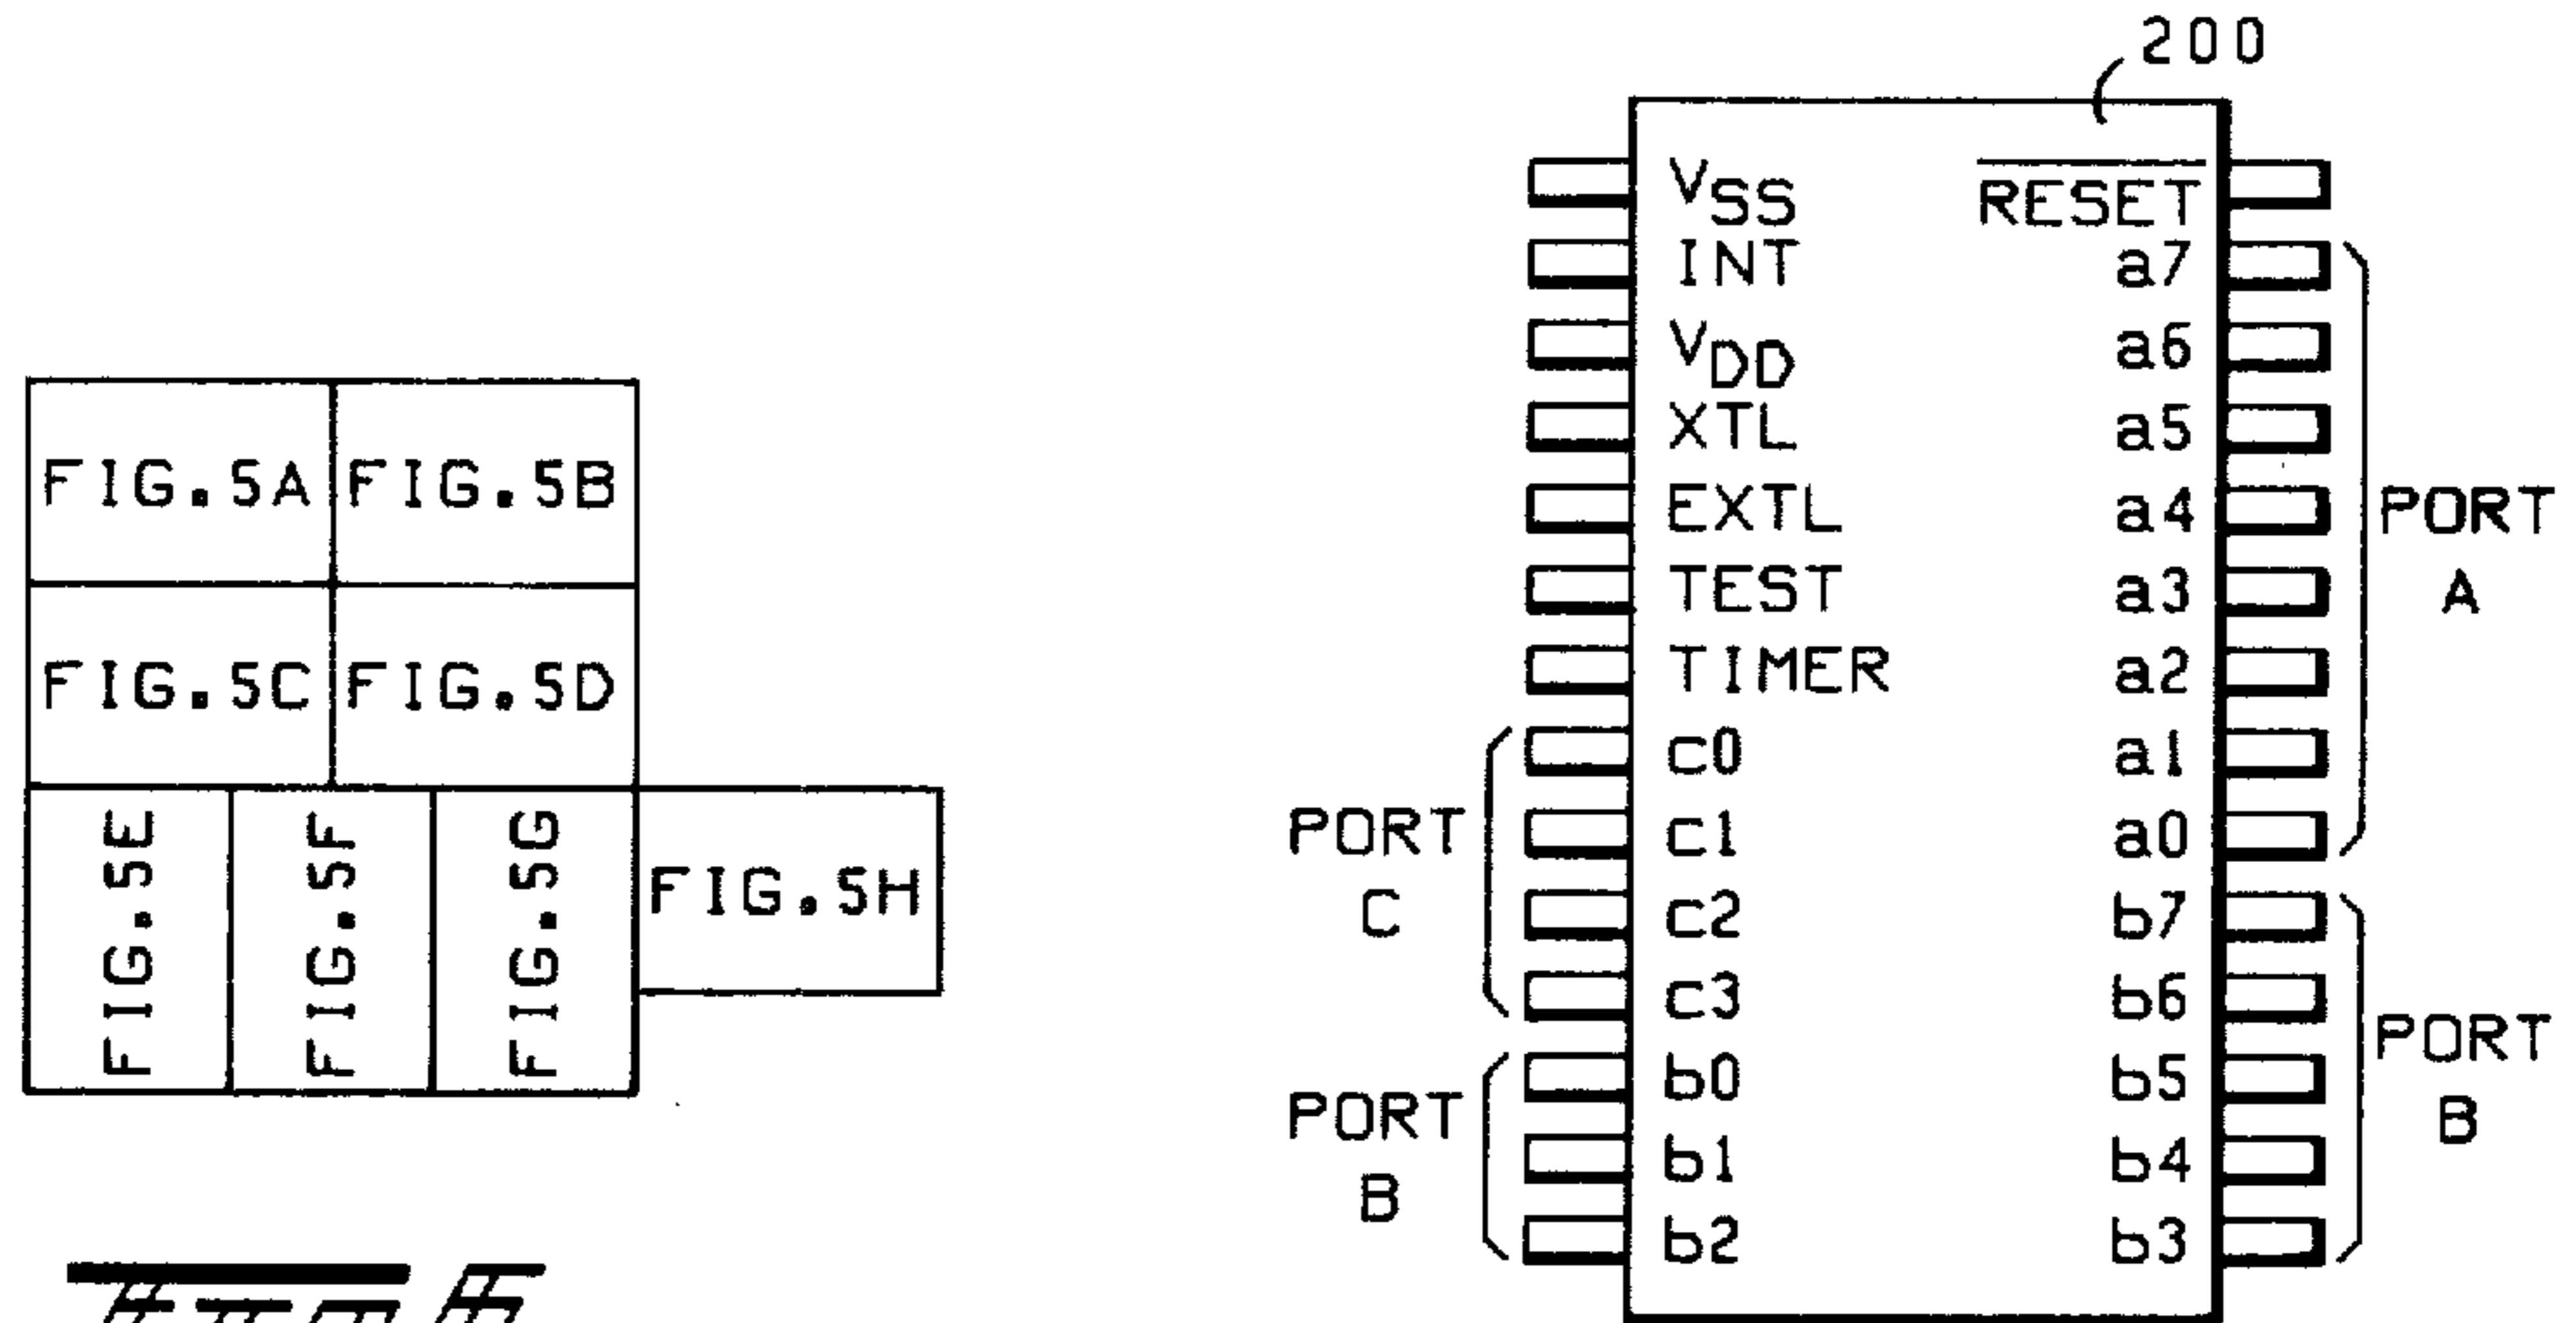 FIG.5A FIG.5B
FIG.5C FIG.5D
FIG.5E FIG.5F FIG.5G FIG.5H
200
VSS RESET
INT a7
VDD a6
XTL a5
EXTL a4
TEST a3
TIMER a2
c0 a1
c1 a0
c2 b7
c3 b6
b0 b5
b1 b4
b2 b3
PORT
C
PORT
B
PORT
A
PORT
B